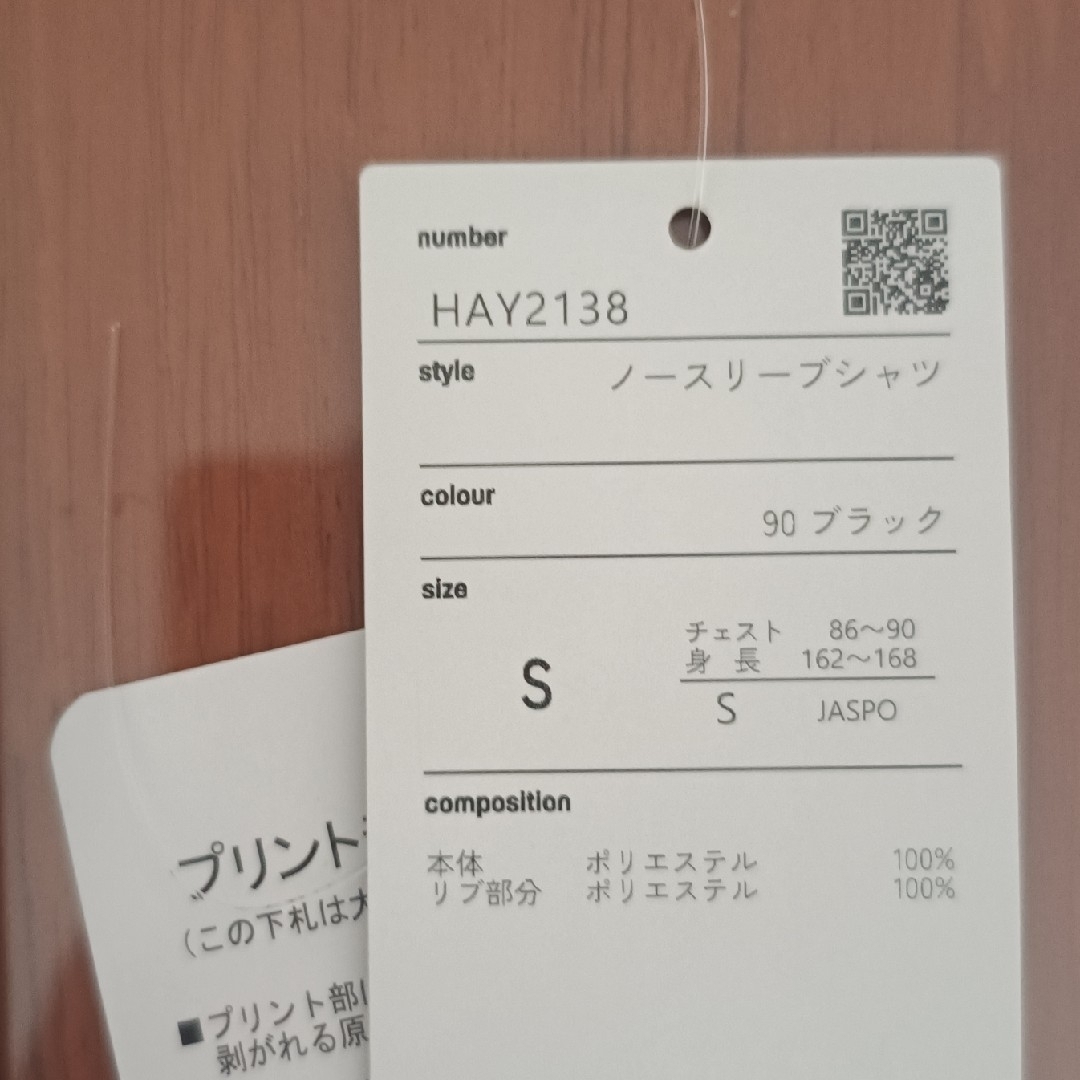 number
HAY2138
style ノースリーブシャツ
colour
90 ブラック
size
チェスト 86～90
身 長 162～168
S
S JASPO
composition
本体 ポリエステル 100%
リブ部分 ポリエステル 100%
プリント
(この下札は
■プリント部
剥がれる原